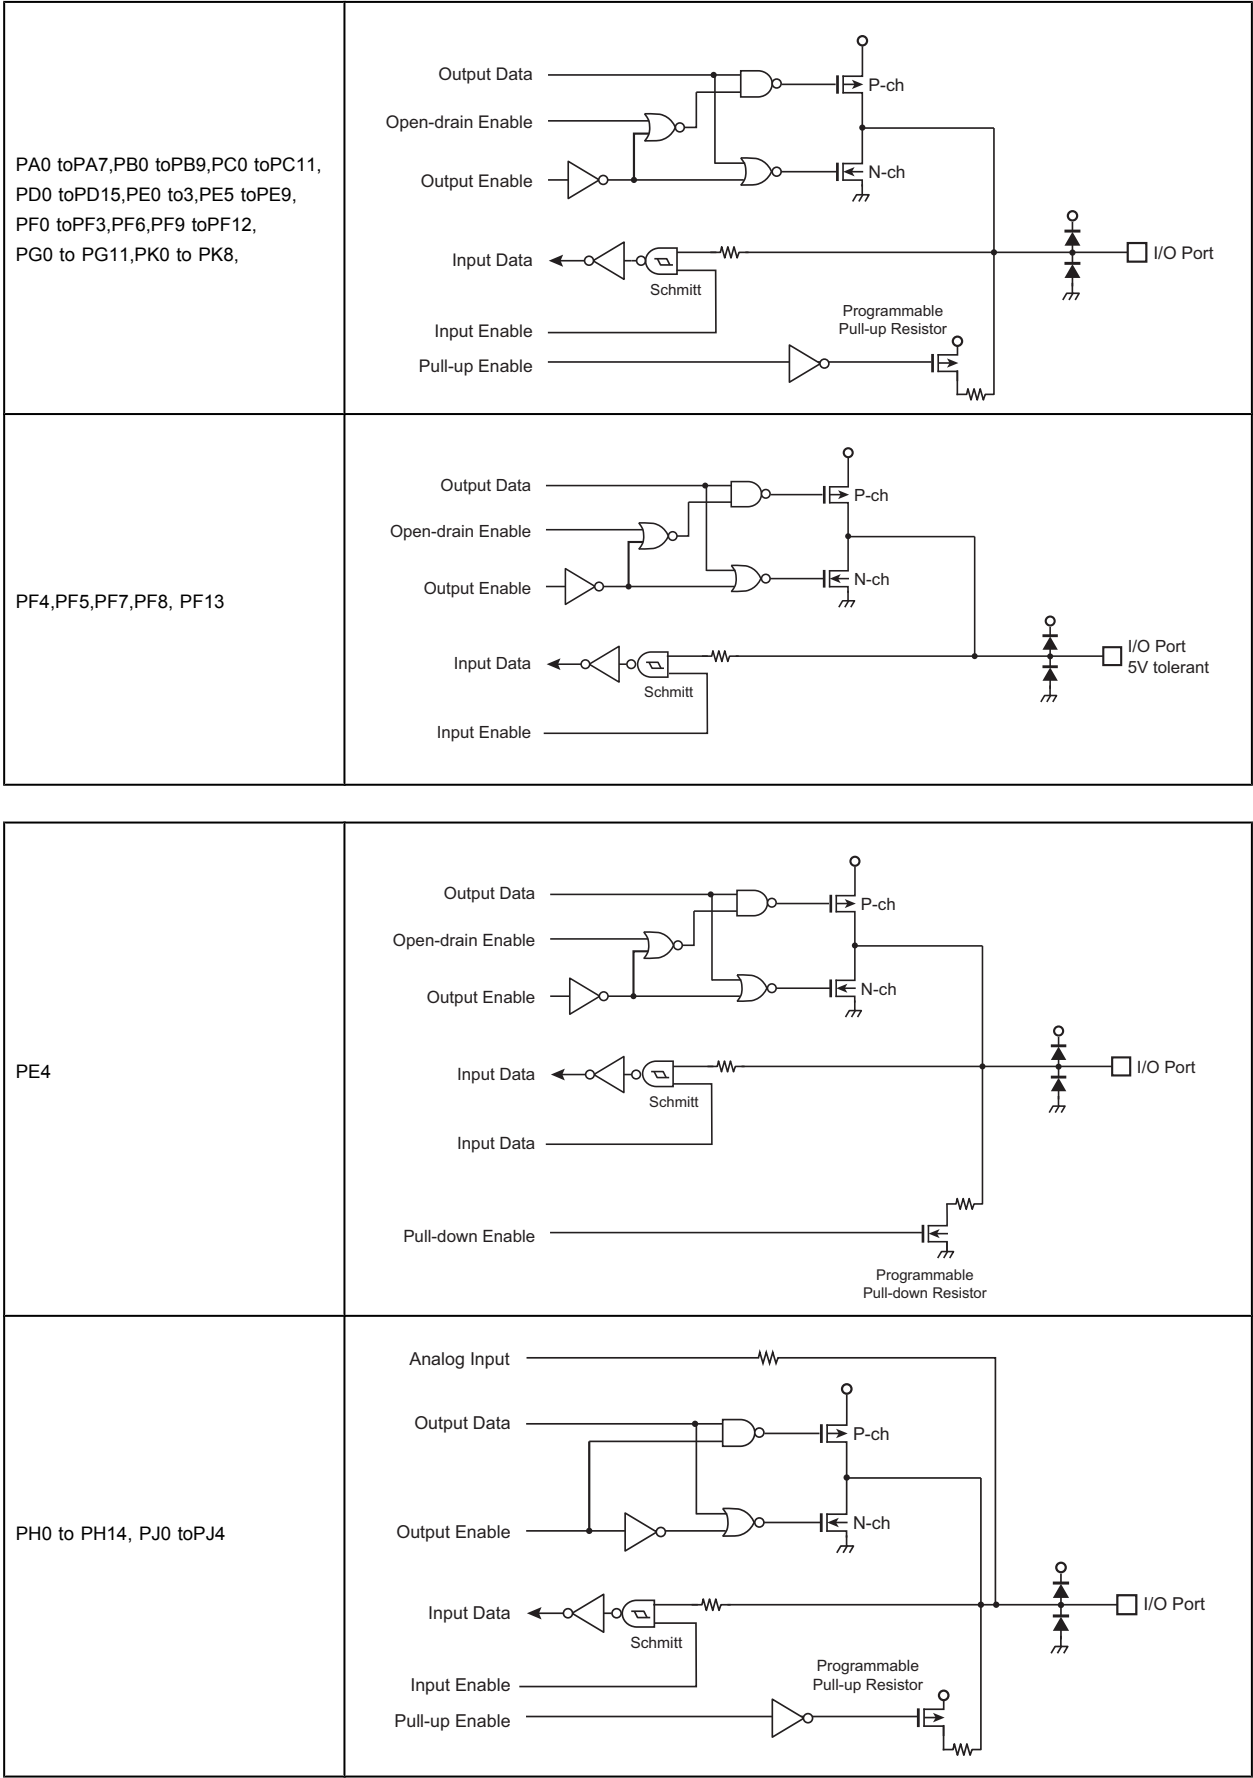 PA0 toPA7,PB0 toPB9,PC0 toPC11,
PD0 toPD15,PE0 to3,PE5 toPE9,
PF0 toPF3,PF6,PF9 toPF12,
PG0 to PG11,PK0 to PK8,
Output Data
P-ch
Open-drain Enable
Output Enable
N-ch
Input Data
Schmitt
I/O Port
Input Enable
Programmable
Pull-up Resistor
Pull-up Enable
PF4,PF5,PF7,PF8, PF13
Output Data
P-ch
Open-drain Enable
Output Enable
N-ch
Input Data
Schmitt
I/O Port
5V tolerant
Input Enable
PE4
Output Data
P-ch
Open-drain Enable
Output Enable
N-ch
Input Data
Schmitt
I/O Port
Input Data
Pull-down Enable
Programmable
Pull-down Resistor
PH0 to PH14, PJ0 toPJ4
Analog Input
Output Data
P-ch
Output Enable
N-ch
Input Data
Schmitt
I/O Port
Input Enable
Programmable
Pull-up Resistor
Pull-up Enable